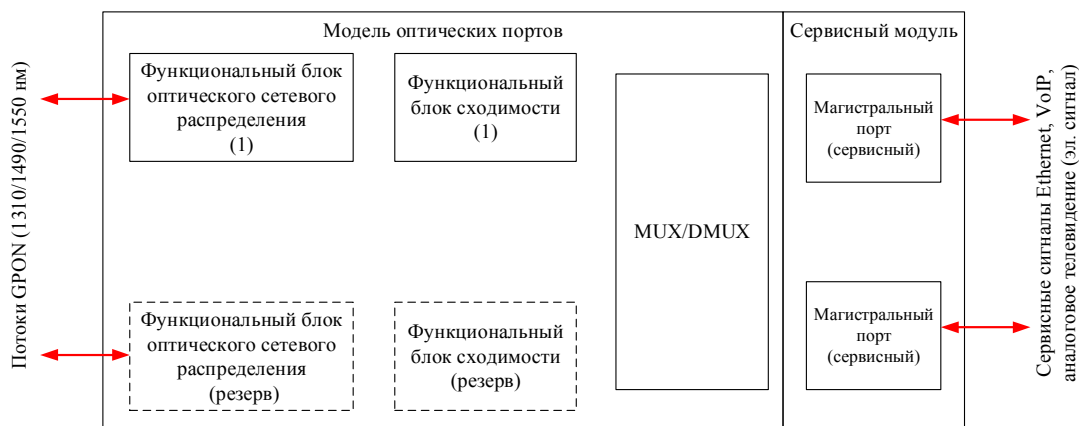 Модель оптических портов
Сервисный модуль
Потоки GPON (1310/1490/1550 нм)
Функциональный блок
оптического сетевого
распределения
(1)
Функциональный
блок сходимости
(1)
MUX/DMUX
Магистральный
порт
(сервисный)
Функциональный блок
оптического сетевого
распределения
(резерв)
Функциональный
блок сходимости
(резерв)
Магистральный
порт
(сервисный)
Сервисные сигналы Ethernet, VoIP,
аналоговое телевидение (эл. сигнал)